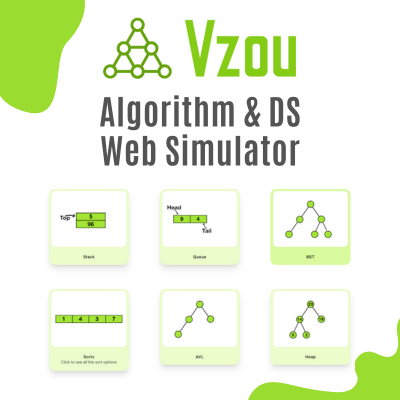 Vzou
Algorithm & DS
Web Simulator
Top
5
96
Stack
Head
9 4
Tail
Queue
BST
1 4 3 7
Sorts
Click to see all the sort options
AVL
Heap